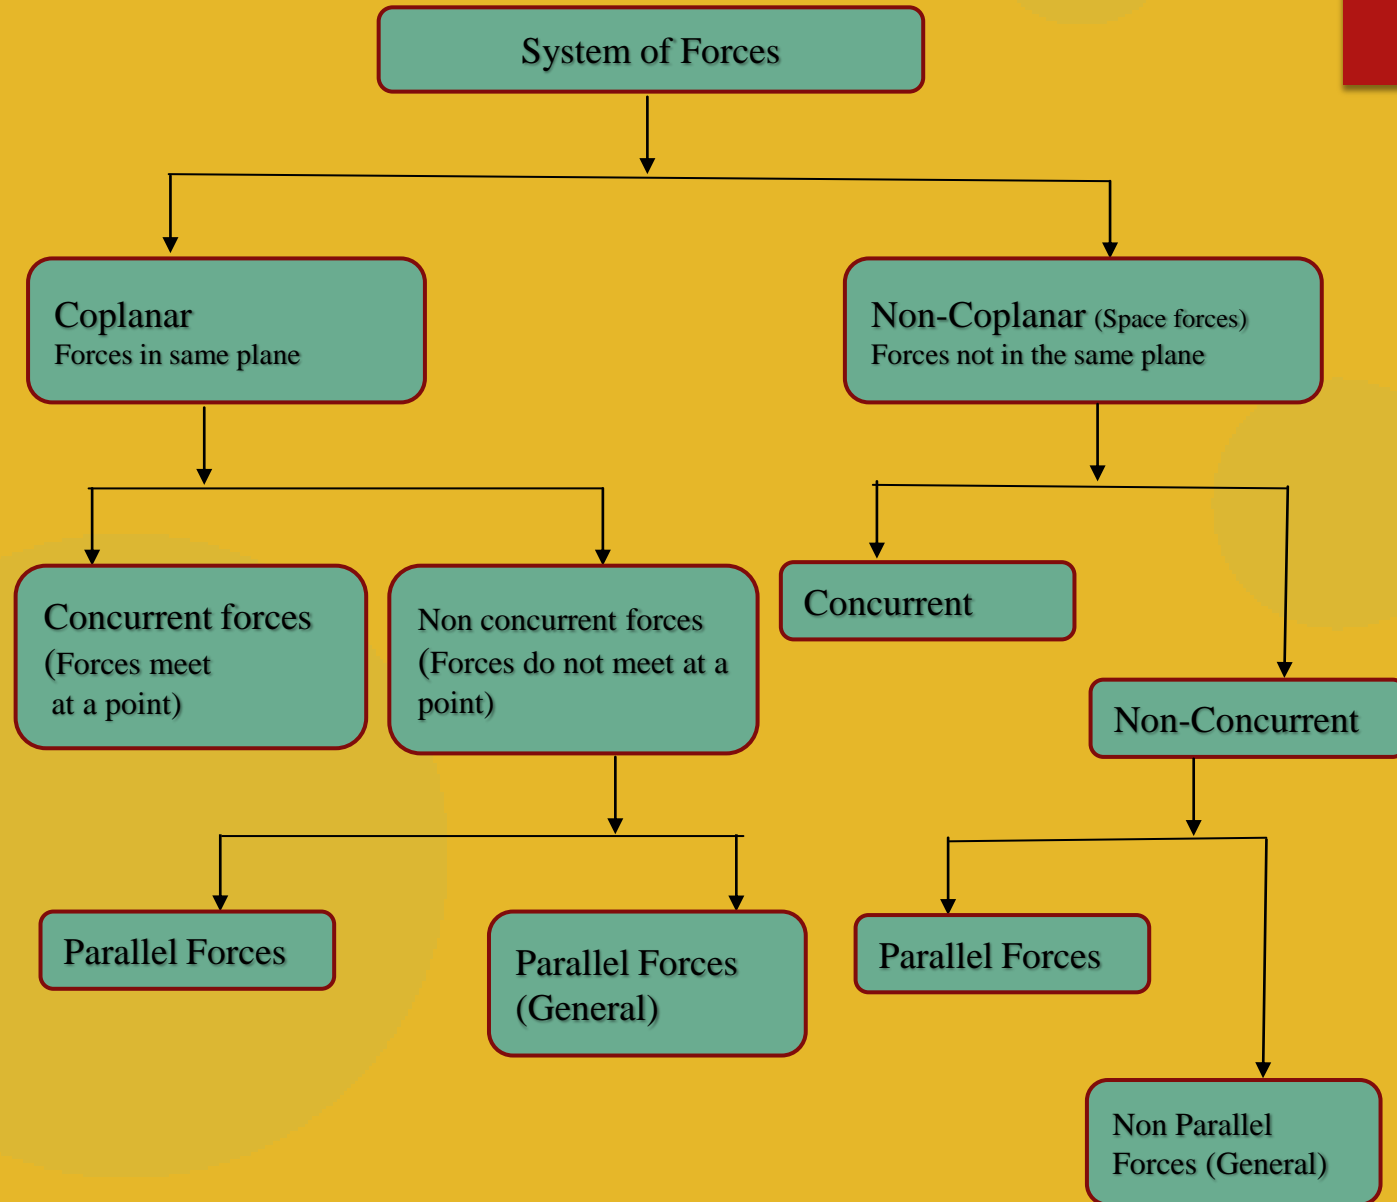 System of Forces
Coplanar
Forces in same plane
Non-Coplanar (Space forces)
Forces not in the same plane
Concurrent forces
(Forces meet
at a point)
Non concurrent forces
(Forces do not meet at a
point)
Concurrent
Non-Concurrent
Parallel Forces
Parallel Forces
(General)
Parallel Forces
Non Parallel
Forces (General)